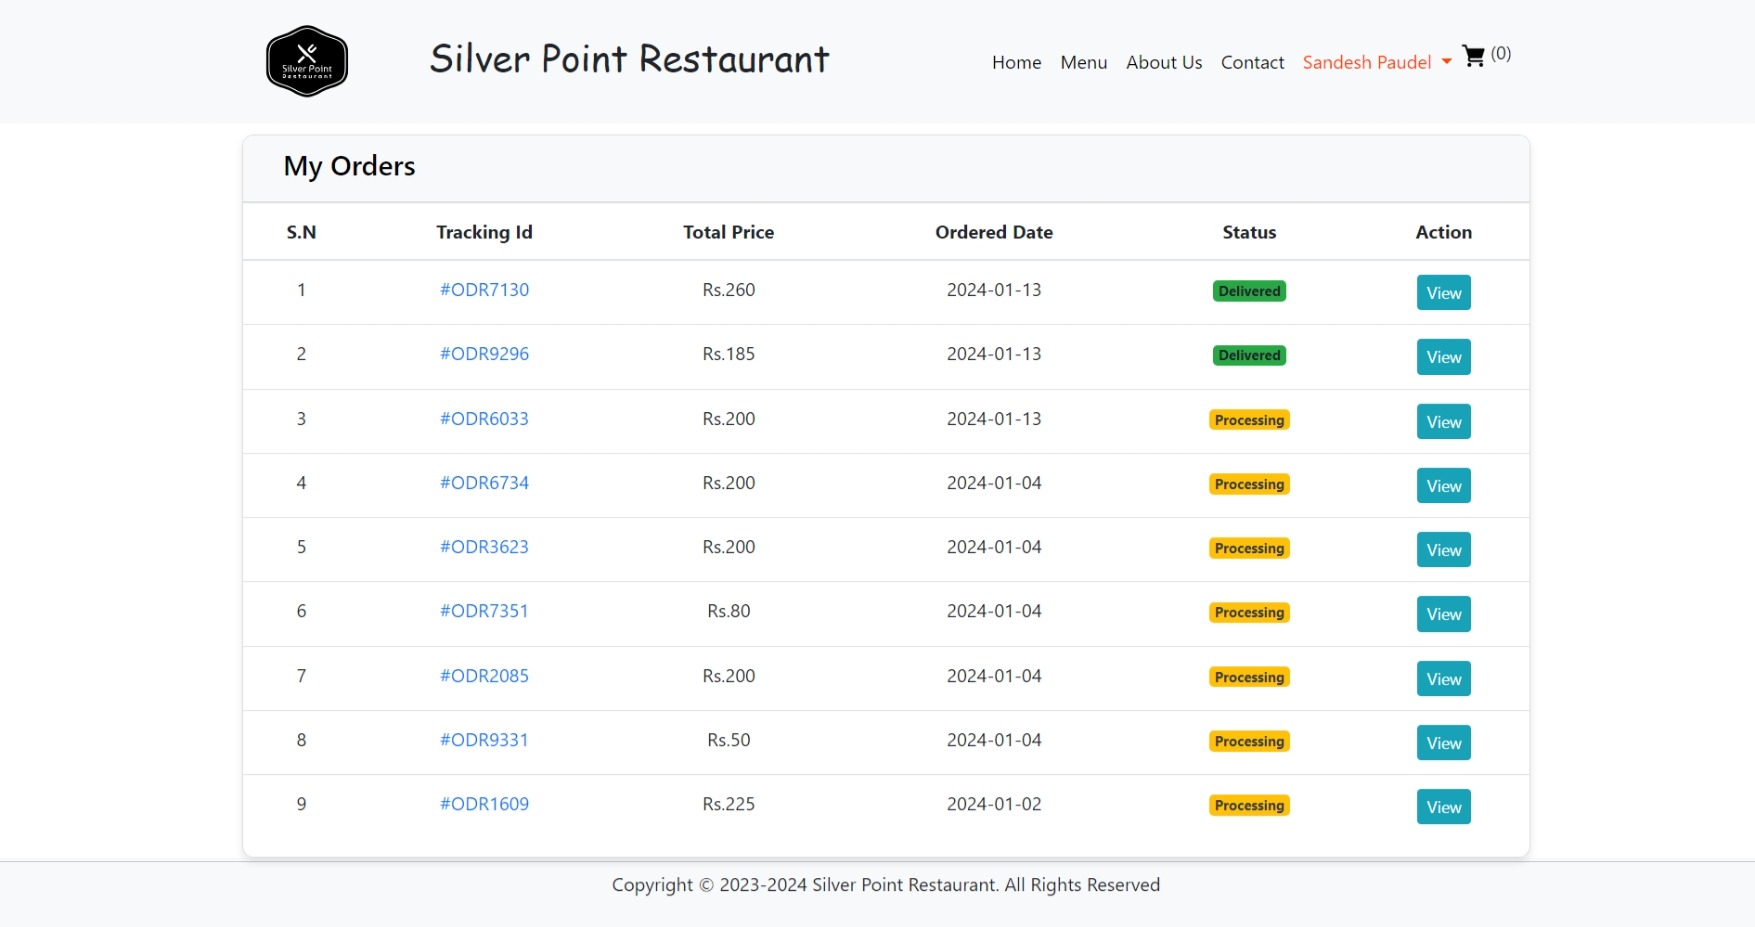 Silver Point
Restaurant
Silver Point Restaurant
Home Menu About Us Contact Sandesh Paudel (0)
My Orders
S.N Tracking Id Total Price Ordered Date Status Action
1 #ODR7130 Rs.260 2024-01-13 Delivered View
2 #ODR9296 Rs.185 2024-01-13 Delivered View
3 #ODR6033 Rs.200 2024-01-13 Processing View
4 #ODR6734 Rs.200 2024-01-04 Processing View
5 #ODR3623 Rs.200 2024-01-04 Processing View
6 #ODR7351 Rs.80 2024-01-04 Processing View
7 #ODR2085 Rs.200 2024-01-04 Processing View
8 #ODR9331 Rs.50 2024-01-04 Processing View
9 #ODR1609 Rs.225 2024-01-02 Processing View
Copyright © 2023-2024 Silver Point Restaurant. All Rights Reserved